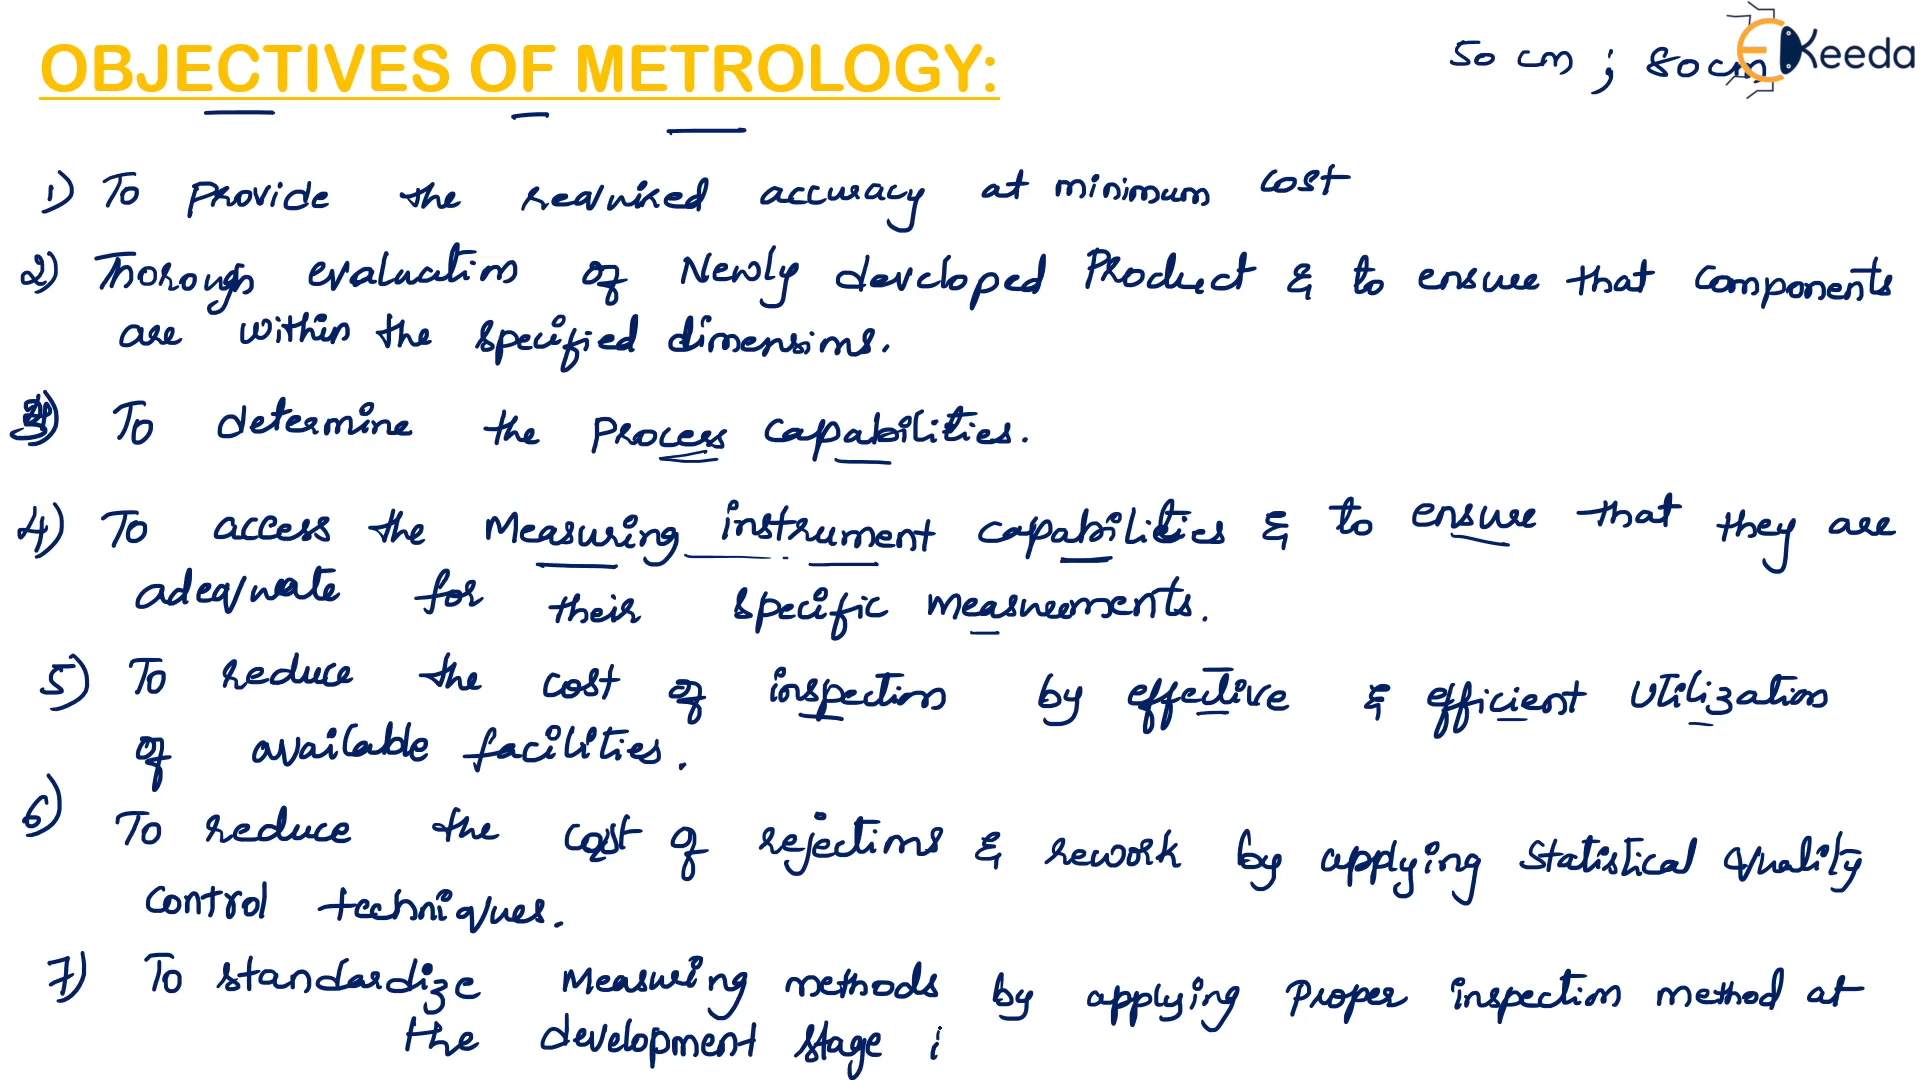 OBJECTIVES OF METROLOGY:
50 cm ; 80 cm
EKeeda
1) To Provide the required accuracy at minimum cost
2) Thorough evaluation of Newly developed Product & to ensure that components
are within the specified dimensions.
3) To determine the Process capabilities.
4) To access the Measuring instrument capabilities & to ensure that they are
adequate for their specific measurements.
5) To reduce the cost of inspection by effective & efficient utilization
of available facilities.
6) To reduce the cost of rejections & rework by applying Statistical Quality
control techniques.
7) To standardize Measuring methods by applying Proper inspection method at
the development stage i